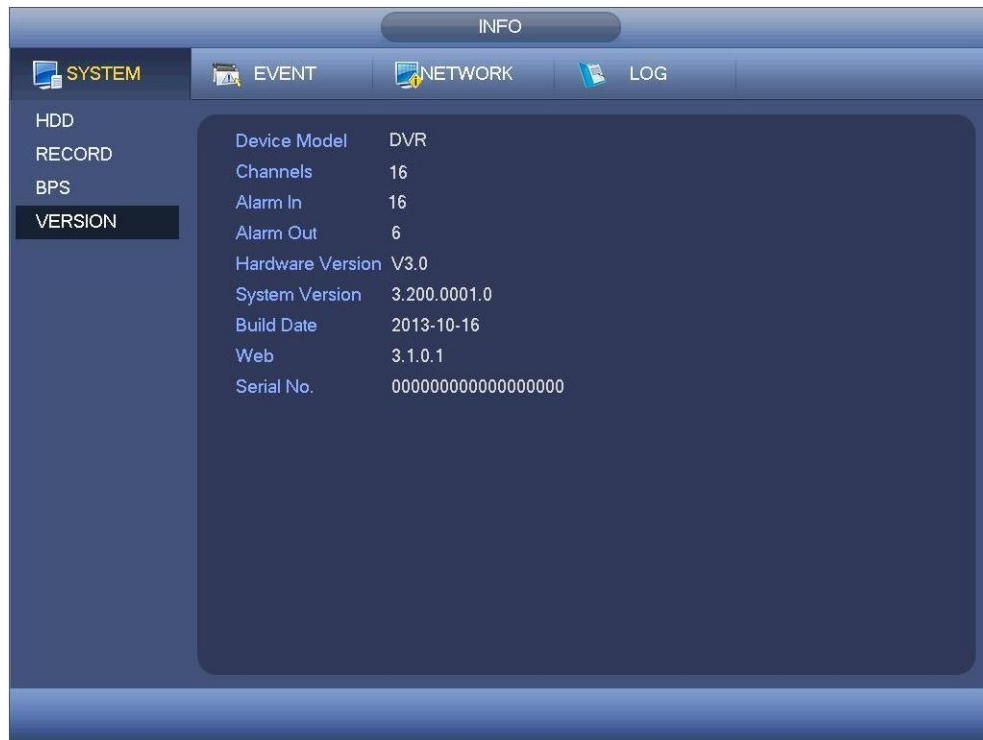 INFO
SYSTEM EVENT NETWORK LOG
HDD
RECORD
BPS
VERSION
Device Model DVR
Channels 16
Alarm In 16
Alarm Out 6
Hardware Version V3.0
System Version 3.200.0001.0
Build Date 2013-10-16
Web 3.1.0.1
Serial No. 000000000000000000